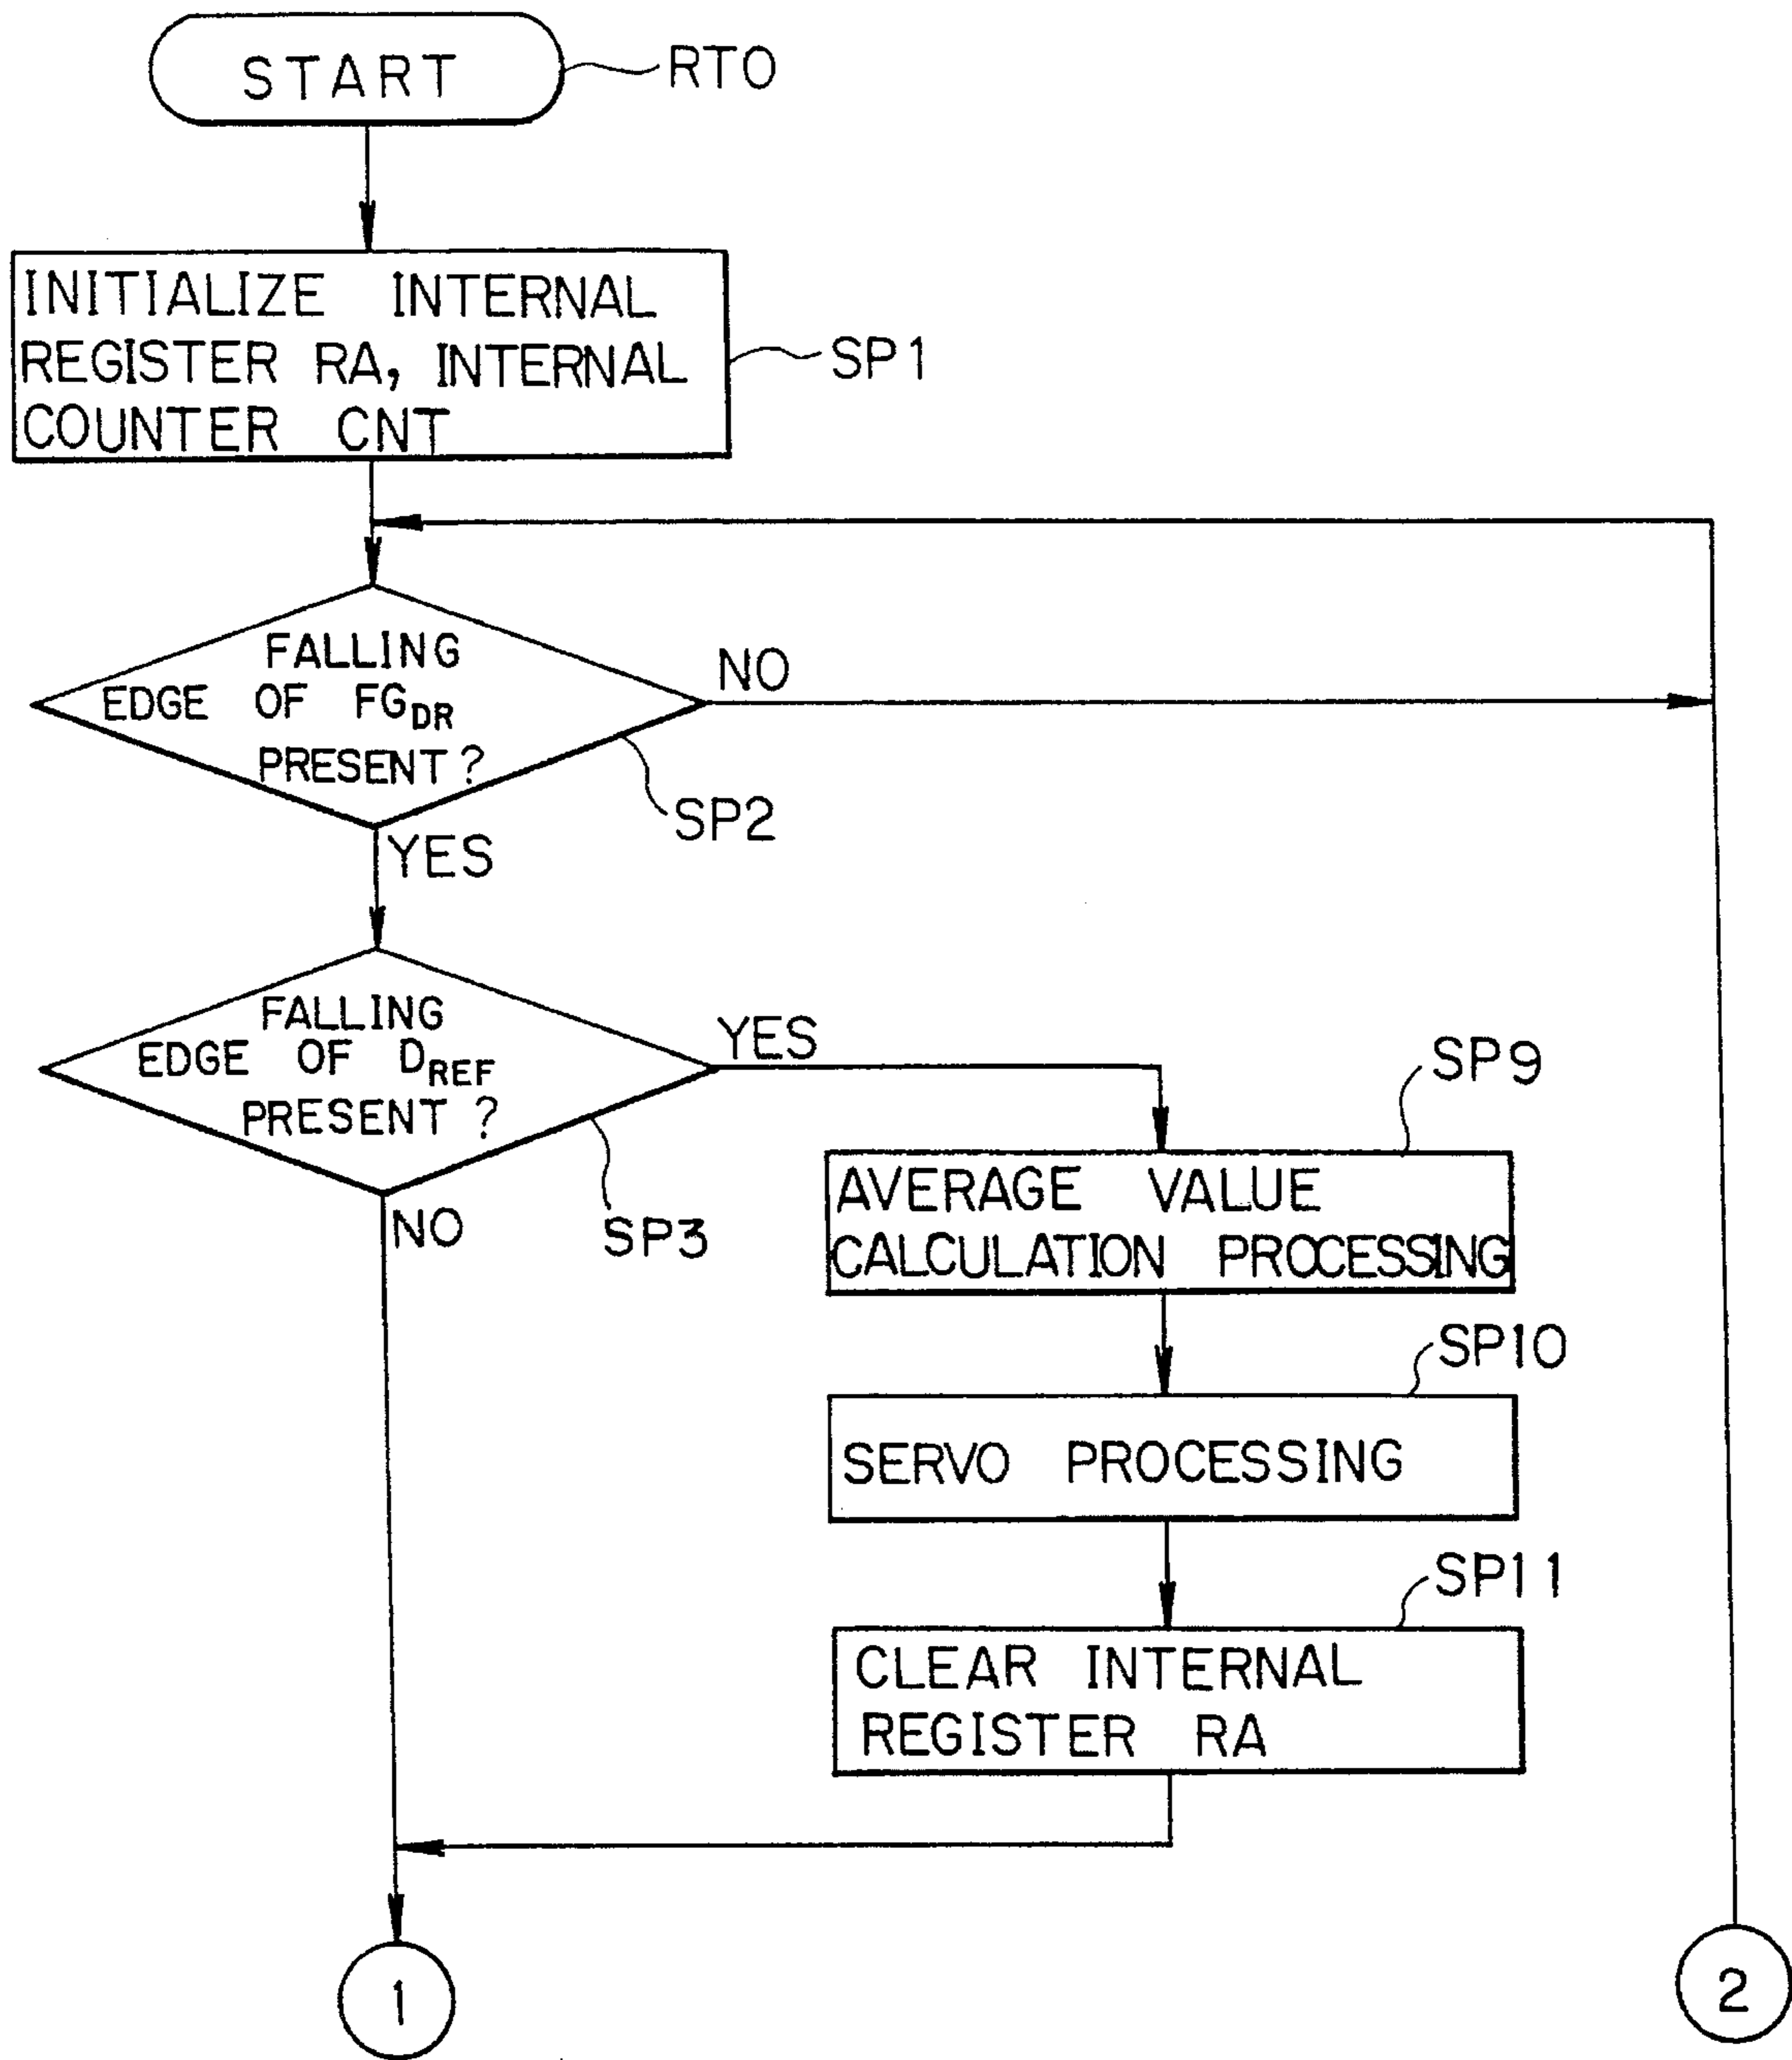 START
RT0
INITIALIZE INTERNAL
REGISTER RA, INTERNAL
COUNTER CNT
SP1
FALLING
EDGE OF FGDR
PRESENT?
NO
SP2
YES
FALLING
EDGE OF DREF
PRESENT?
YES
SP3
NO
SP9
AVERAGE VALUE
CALCULATION PROCESSING
SP10
SERVO PROCESSING
SP11
CLEAR INTERNAL
REGISTER RA
1
2